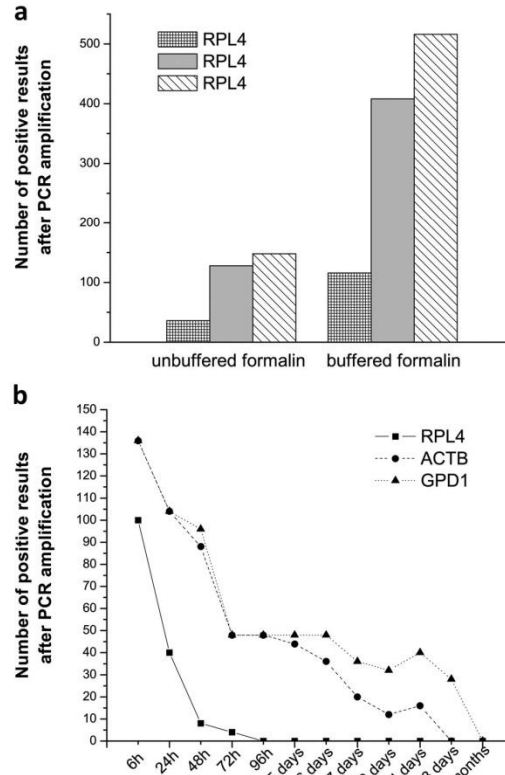 a
Number of positive results
after PCR amplification
500
400
300
200
100
0
RPL4
RPL4
RPL4
unbuffered formalin
buffered formalin
b
Number of positive results
after PCR amplification
150
140
130
120
110
100
90
80
70
60
50
40
30
20
10
0
RPL4
ACTB
GPD1
6h
24h
48h
72h
96h
days
days
days
days
days
days